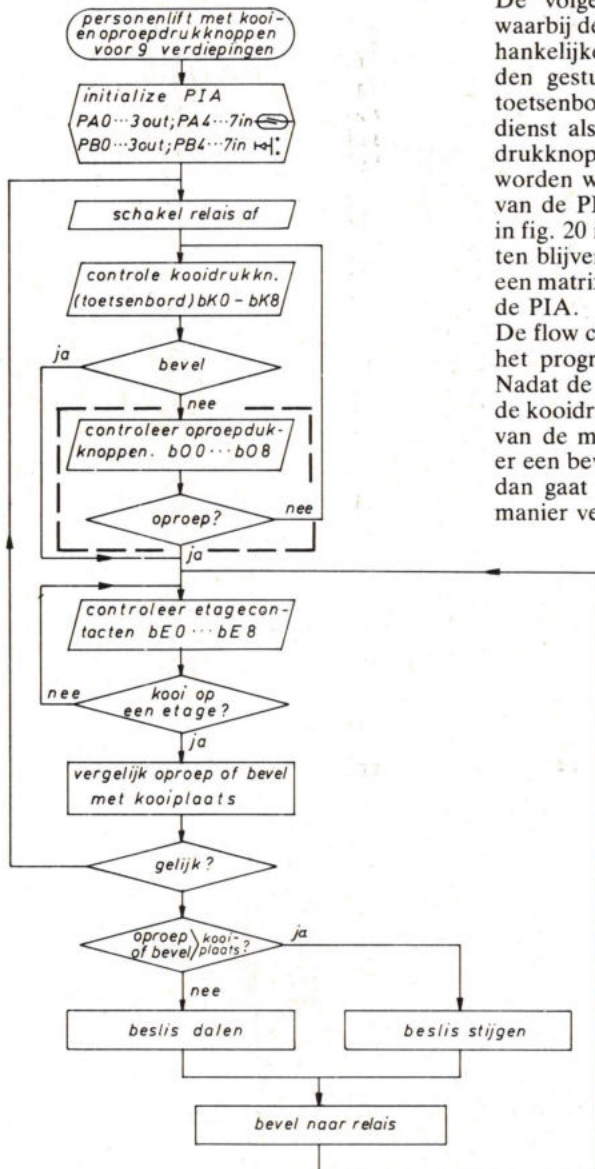 personenlift met kooi-
en oproepdrukknoppen
voor 9 verdiepingen
initialize PIA
PA0···3out;PA4···7in
PB0···3out;PB4···7in
schakel relais af
controle kooidrukkn.
(toetsenbord)bK0-bK8
ja
bevel
nee
controleer oproepduk-
knoppen. bO0···bO8
oproep?
nee
ja
controleer etagecon-
tacten bE0···bE8
nee
kooi op
een etage?
ja
vergelijk oproep of bevel
met kooiplaats
gelijk?
oproep
of bevel
> kooi-
plaats?
ja
nee
beslis dalen
beslis stijgen
bevel naar relais
De volge
waarbij de
hankelijke
den gestu
toetsenbo
dienst als
drukknop
worden w
van de PI
in fig. 20 i
ten blijve
een matri
de PIA.
De flow c
het progr
Nadat de
de kooidr
van de m
er een bev
dan gaat
manier ve